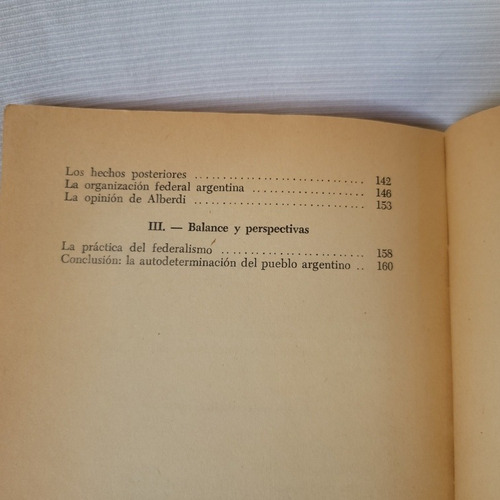 Los hechos posteriores .............................. 142
La organización federal argentina ................ 146
La opinión de Alberdi .............................. 153
III. — Balance y perspectivas
La práctica del federalismo ........................ 158
Conclusión: la autodeterminación del pueblo argentino .. 160